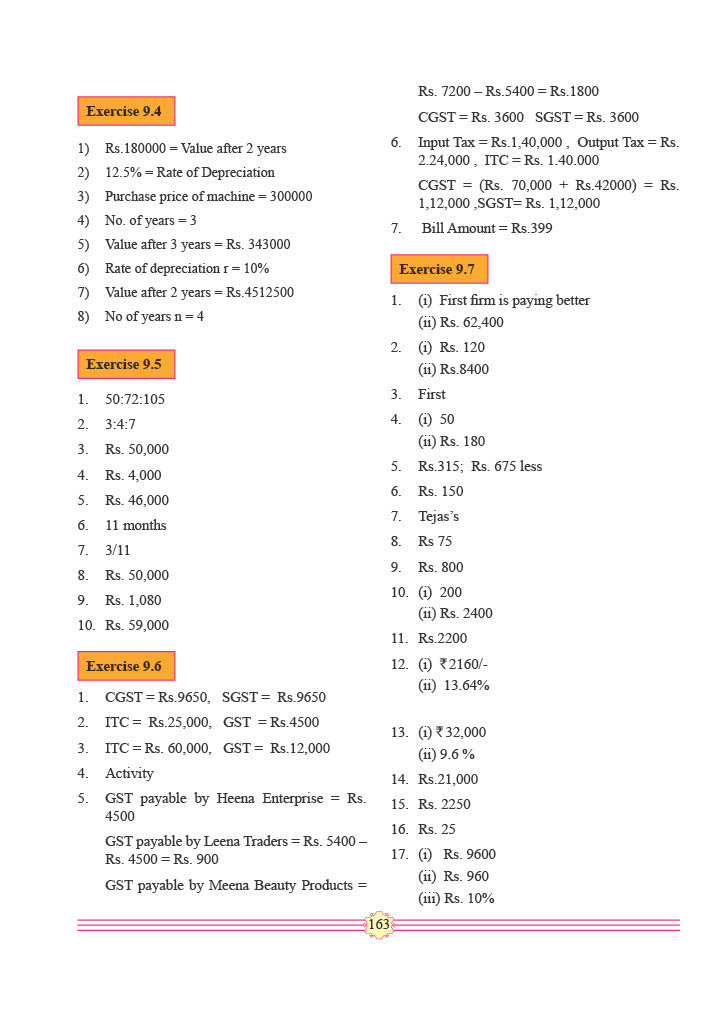 Exercise 9.4
1) Rs.180000 = Value after 2 years
2) 12.5% = Rate of Depreciation
3) Purchase price of machine = 300000
4) No. of years = 3
5) Value after 3 years = Rs. 343000
6) Rate of depreciation r = 10%
7) Value after 2 years = Rs.4512500
8) No of years n = 4
Exercise 9.5
1. 50:72:105
2. 3:4:7
3. Rs. 50,000
4. Rs. 4,000
5. Rs. 46,000
6. 11 months
7. 3/11
8. Rs. 50,000
9. Rs. 1,080
10. Rs. 59,000
Exercise 9.6
1. CGST = Rs.9650, SGST = Rs.9650
2. ITC = Rs.25,000, GST = Rs.4500
3. ITC = Rs. 60,000, GST = Rs.12,000
4. Activity
5. GST payable by Heena Enterprise = Rs.
4500
GST payable by Leena Traders = Rs. 5400 –
Rs. 4500 = Rs. 900
GST payable by Meena Beauty Products =
Rs. 7200 – Rs.5400 = Rs.1800
CGST = Rs. 3600 SGST = Rs. 3600
6. Input Tax = Rs.1,40,000 , Output Tax = Rs.
2.24,000 , ITC = Rs. 1.40.000
CGST = (Rs. 70,000 + Rs.42000) = Rs.
1,12,000 ,SGST= Rs. 1,12,000
7. Bill Amount = Rs.399
Exercise 9.7
1. (i) First firm is paying better
(ii) Rs. 62,400
2. (i) Rs. 120
(ii) Rs.8400
3. First
4. (i) 50
(ii) Rs. 180
5. Rs.315; Rs. 675 less
6. Rs. 150
7. Tejas’s
8. Rs 75
9. Rs. 800
10. (i) 200
(ii) Rs. 2400
11. Rs.2200
12. (i) ₹2160/-
(ii) 13.64%
13. (i) ₹32,000
(ii) 9.6 %
14. Rs.21,000
15. Rs. 2250
16. Rs. 25
17. (i) Rs. 9600
(ii) Rs. 960
(iii) Rs. 10%
163